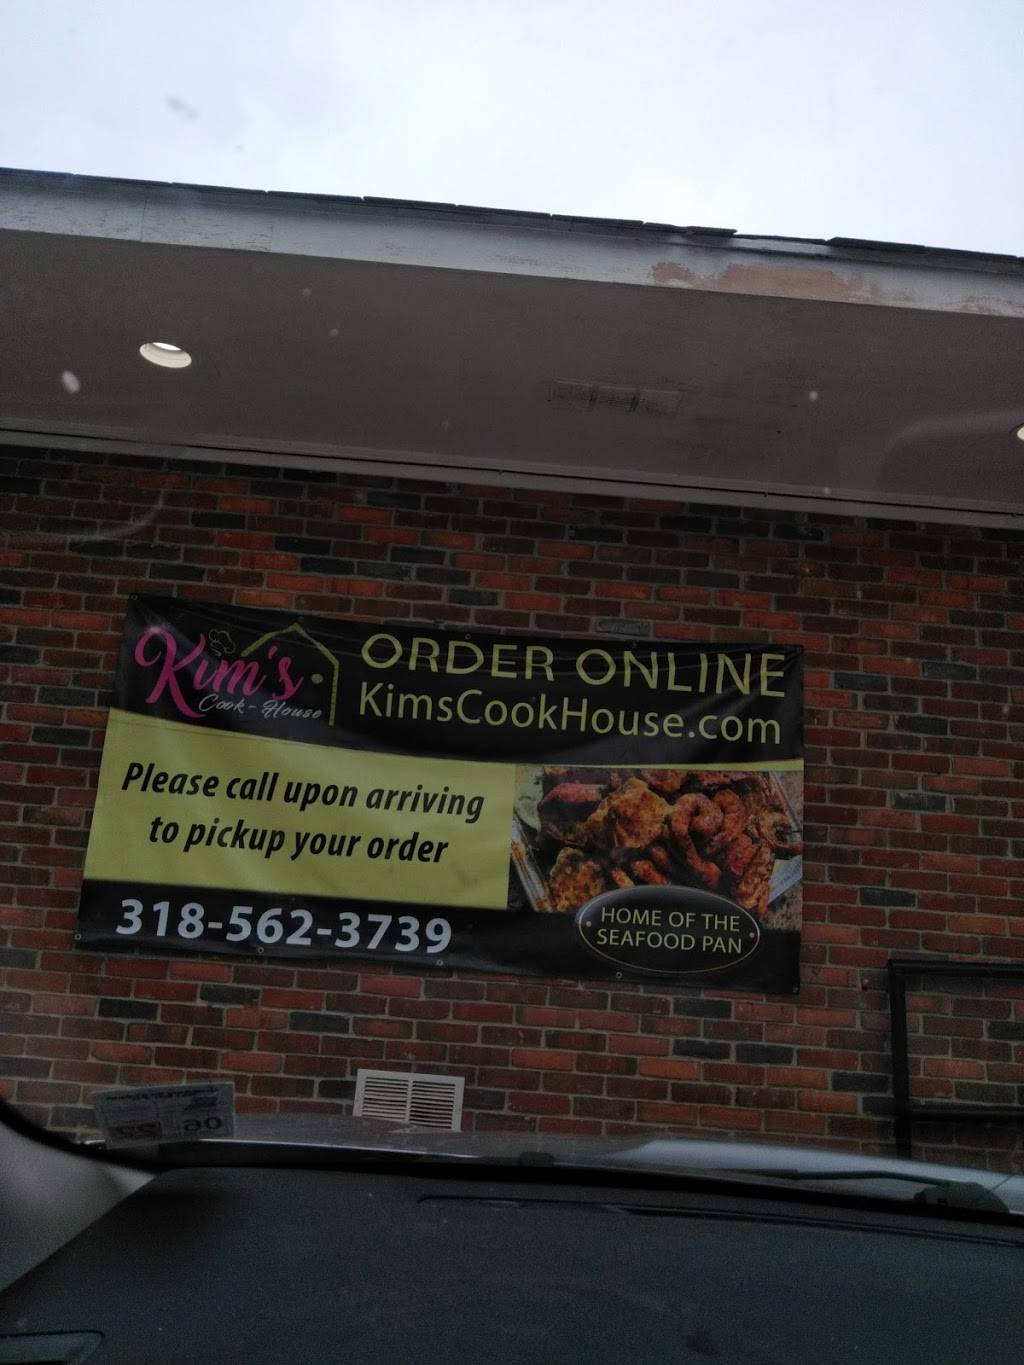 Kim's
Cook-House
ORDER ONLINE
KimsCookHouse.com
Please call upon arriving
to pickup your order
318-562-3739
HOME OF THE
SEAFOOD PAN